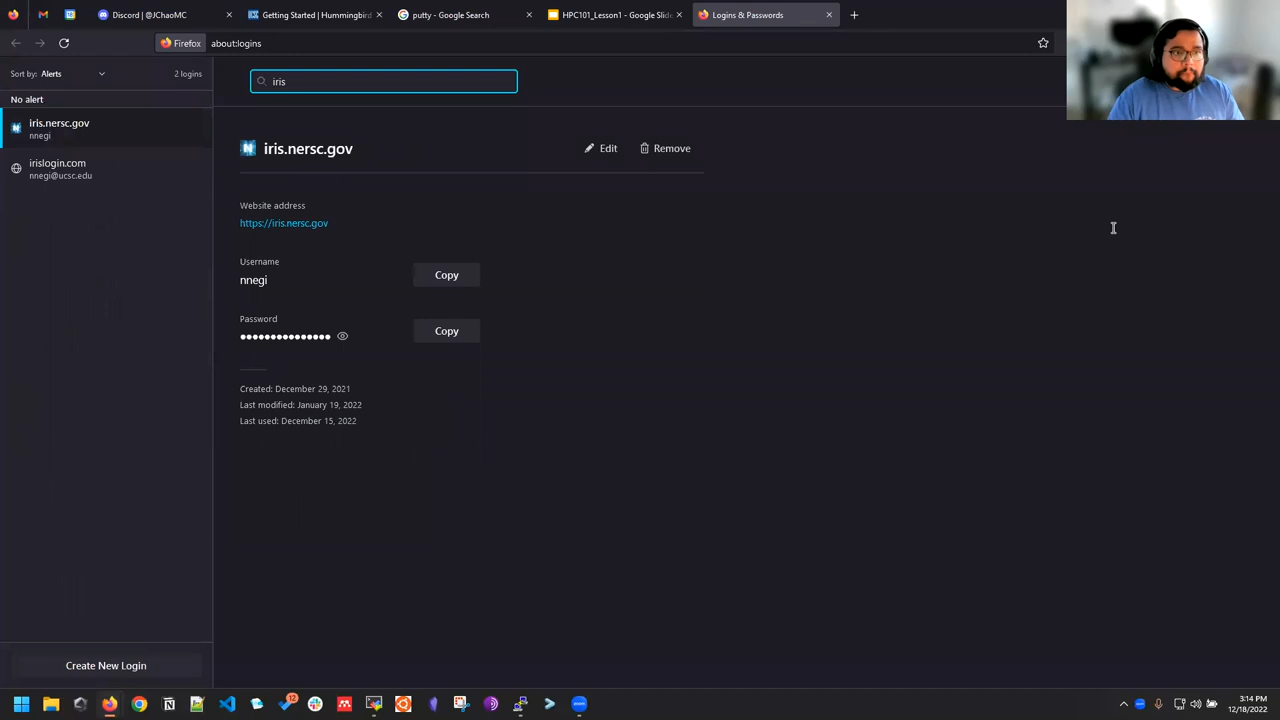 Discord | @JChaoMC
Getting Started | Hummingbird
putty - Google Search
HPC101_Lesson1 - Google Slide
Logins & Passwords
Firefox
about:logins
Sort by: Alerts
2 logins
iris
No alert
iris.nersc.gov
nnegi
irislogin.com
nnegi@ucsc.edu
iris.nersc.gov
Edit
Remove
Website address
https://iris.nersc.gov
Username
nnegi
Copy
Password
Copy
Created: December 29, 2021
Last modified: January 19, 2022
Last used: December 15, 2022
Create New Login
12
3:14 PM
12/18/2022